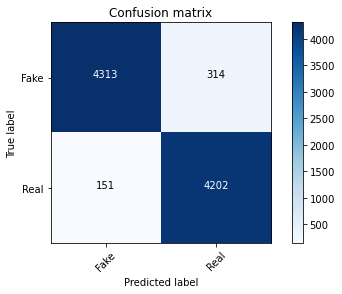 Confusion matrix
Fake
4313
314
Real
151
4202
True label
Fake
Real
Predicted label
4000
3500
3000
2500
2000
1500
1000
500